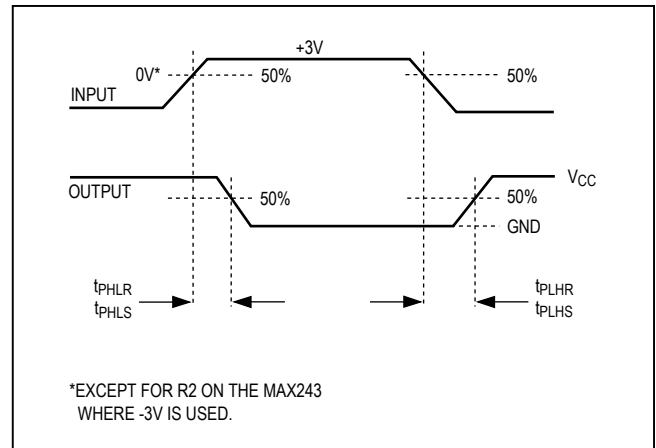 +3V
0V* 50% 50%
INPUT
OUTPUT VCC
50% 50%
GND
tPHLR tPLHR
tPHLS tPLHS
*EXCEPT FOR R2 ON THE MAX243
WHERE -3V IS USED.